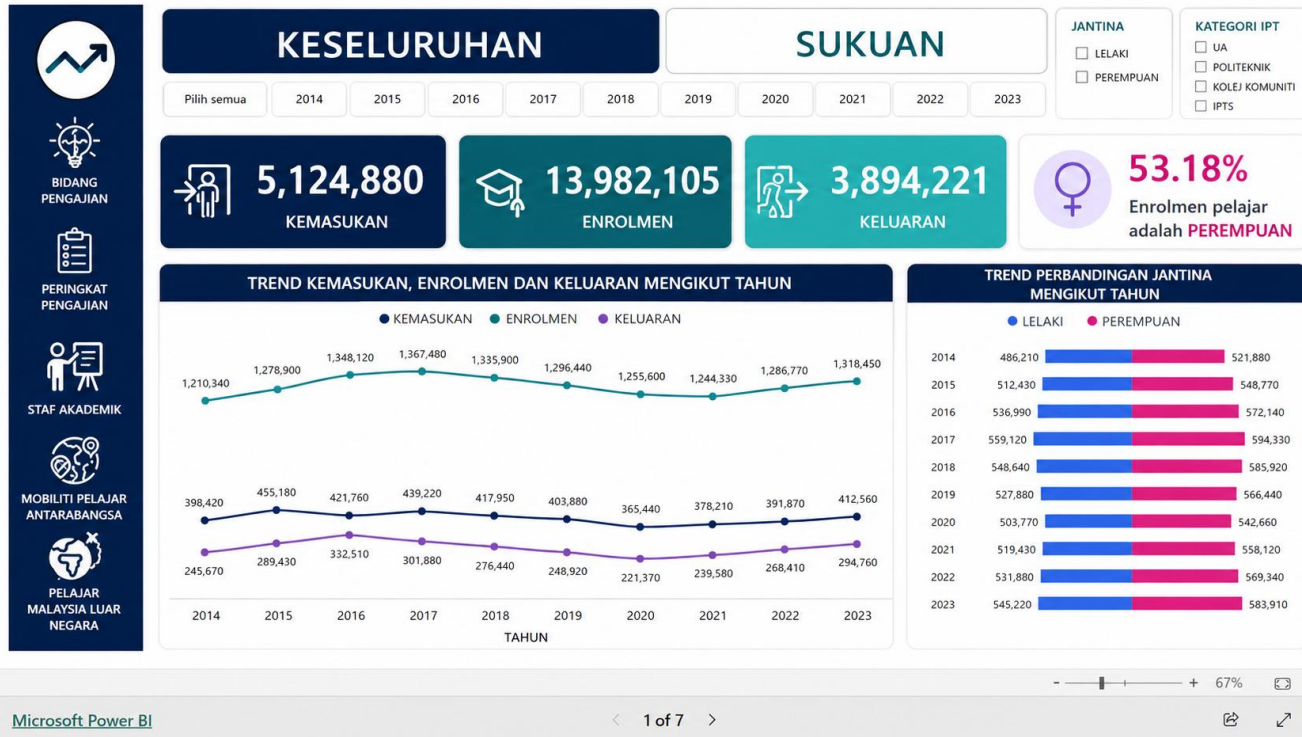 KESELURUHAN
SUKUAN
JANTINA
LELAKI
PEREMPUAN
KATEGORI IPT
UA
POLITEKNIK
KOLEJ KOMUNITI
IPTS
Pilih semua 2014 2015 2016 2017 2018 2019 2020 2021 2022 2023
BIDANG
PENGAJIAN
PERINGKAT
PENGAJIAN
STAF AKADEMIK
MOBILITI PELAJAR
ANTARABANGSA
PELAJAR
MALAYSIA LUAR
NEGARA
5,124,880
KEMASUKAN
13,982,105
ENROLMEN
3,894,221
KELUARAN
53.18%
Enrolmen pelajar
adalah PEREMPUAN
TREND KEMASUKAN, ENROLMEN DAN KELUARAN MENGIKUT TAHUN
KEMASUKAN ENROLMEN KELUARAN
1,210,340 1,278,900 1,348,120 1,367,480 1,335,900 1,296,440 1,255,600 1,244,330 1,286,770 1,318,450
398,420 455,180 421,760 439,220 417,950 403,880 365,440 378,210 391,870 412,560
245,670 289,430 332,510 301,880 276,440 248,920 221,370 239,580 268,410 294,760
2014 2015 2016 2017 2018 2019 2020 2021 2022 2023
TAHUN
TREND PERBANDINGAN JANTINA
MENGIKUT TAHUN
LELAKI PEREMPUAN
2014 486,210 521,880
2015 512,430 548,770
2016 536,990 572,140
2017 559,120 594,330
2018 548,640 585,920
2019 527,880 566,440
2020 503,770 542,660
2021 519,430 558,120
2022 531,880 569,340
2023 545,220 583,910
- + 67%
Microsoft Power BI
1 of 7